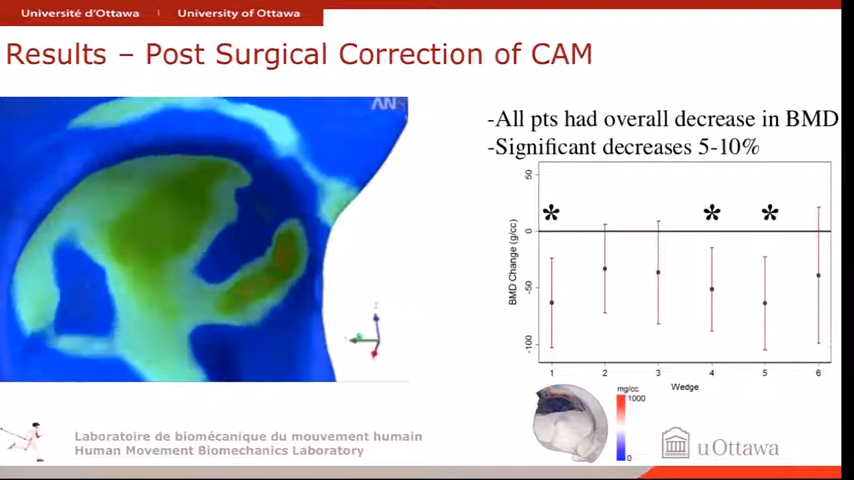 Université d'Ottawa | University of Ottawa
Results – Post Surgical Correction of CAM
AN
-All pts had overall decrease in BMD
-Significant decreases 5-10%
50
0
-50
-100
BMD Change (g/cc)
* * *
1 2 3 4 5 6
Wedge
mg/cc
1000
0
z
Laboratoire de biomécanique du mouvement humain
Human Movement Biomechanics Laboratory
uOttawa